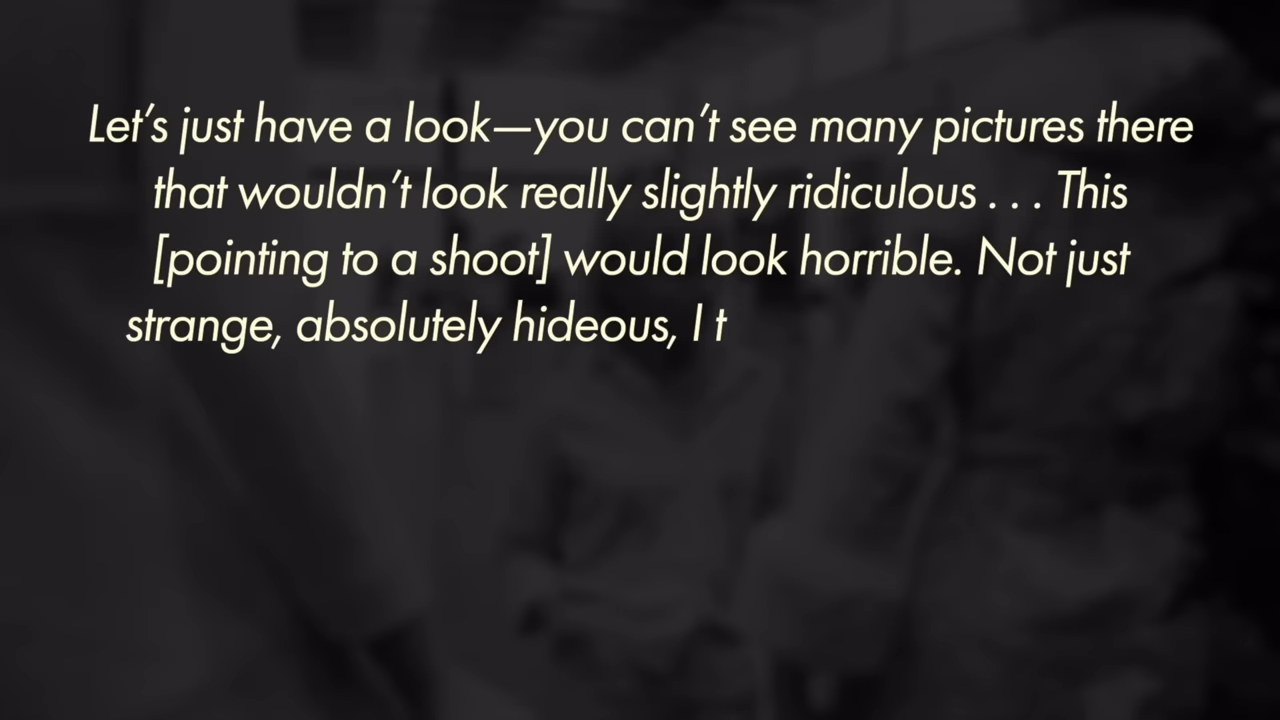 Let’s just have a look—you can’t see many pictures there
that wouldn’t look really slightly ridiculous . . . This
[pointing to a shoot] would look horrible. Not just
strange, absolutely hideous, I t